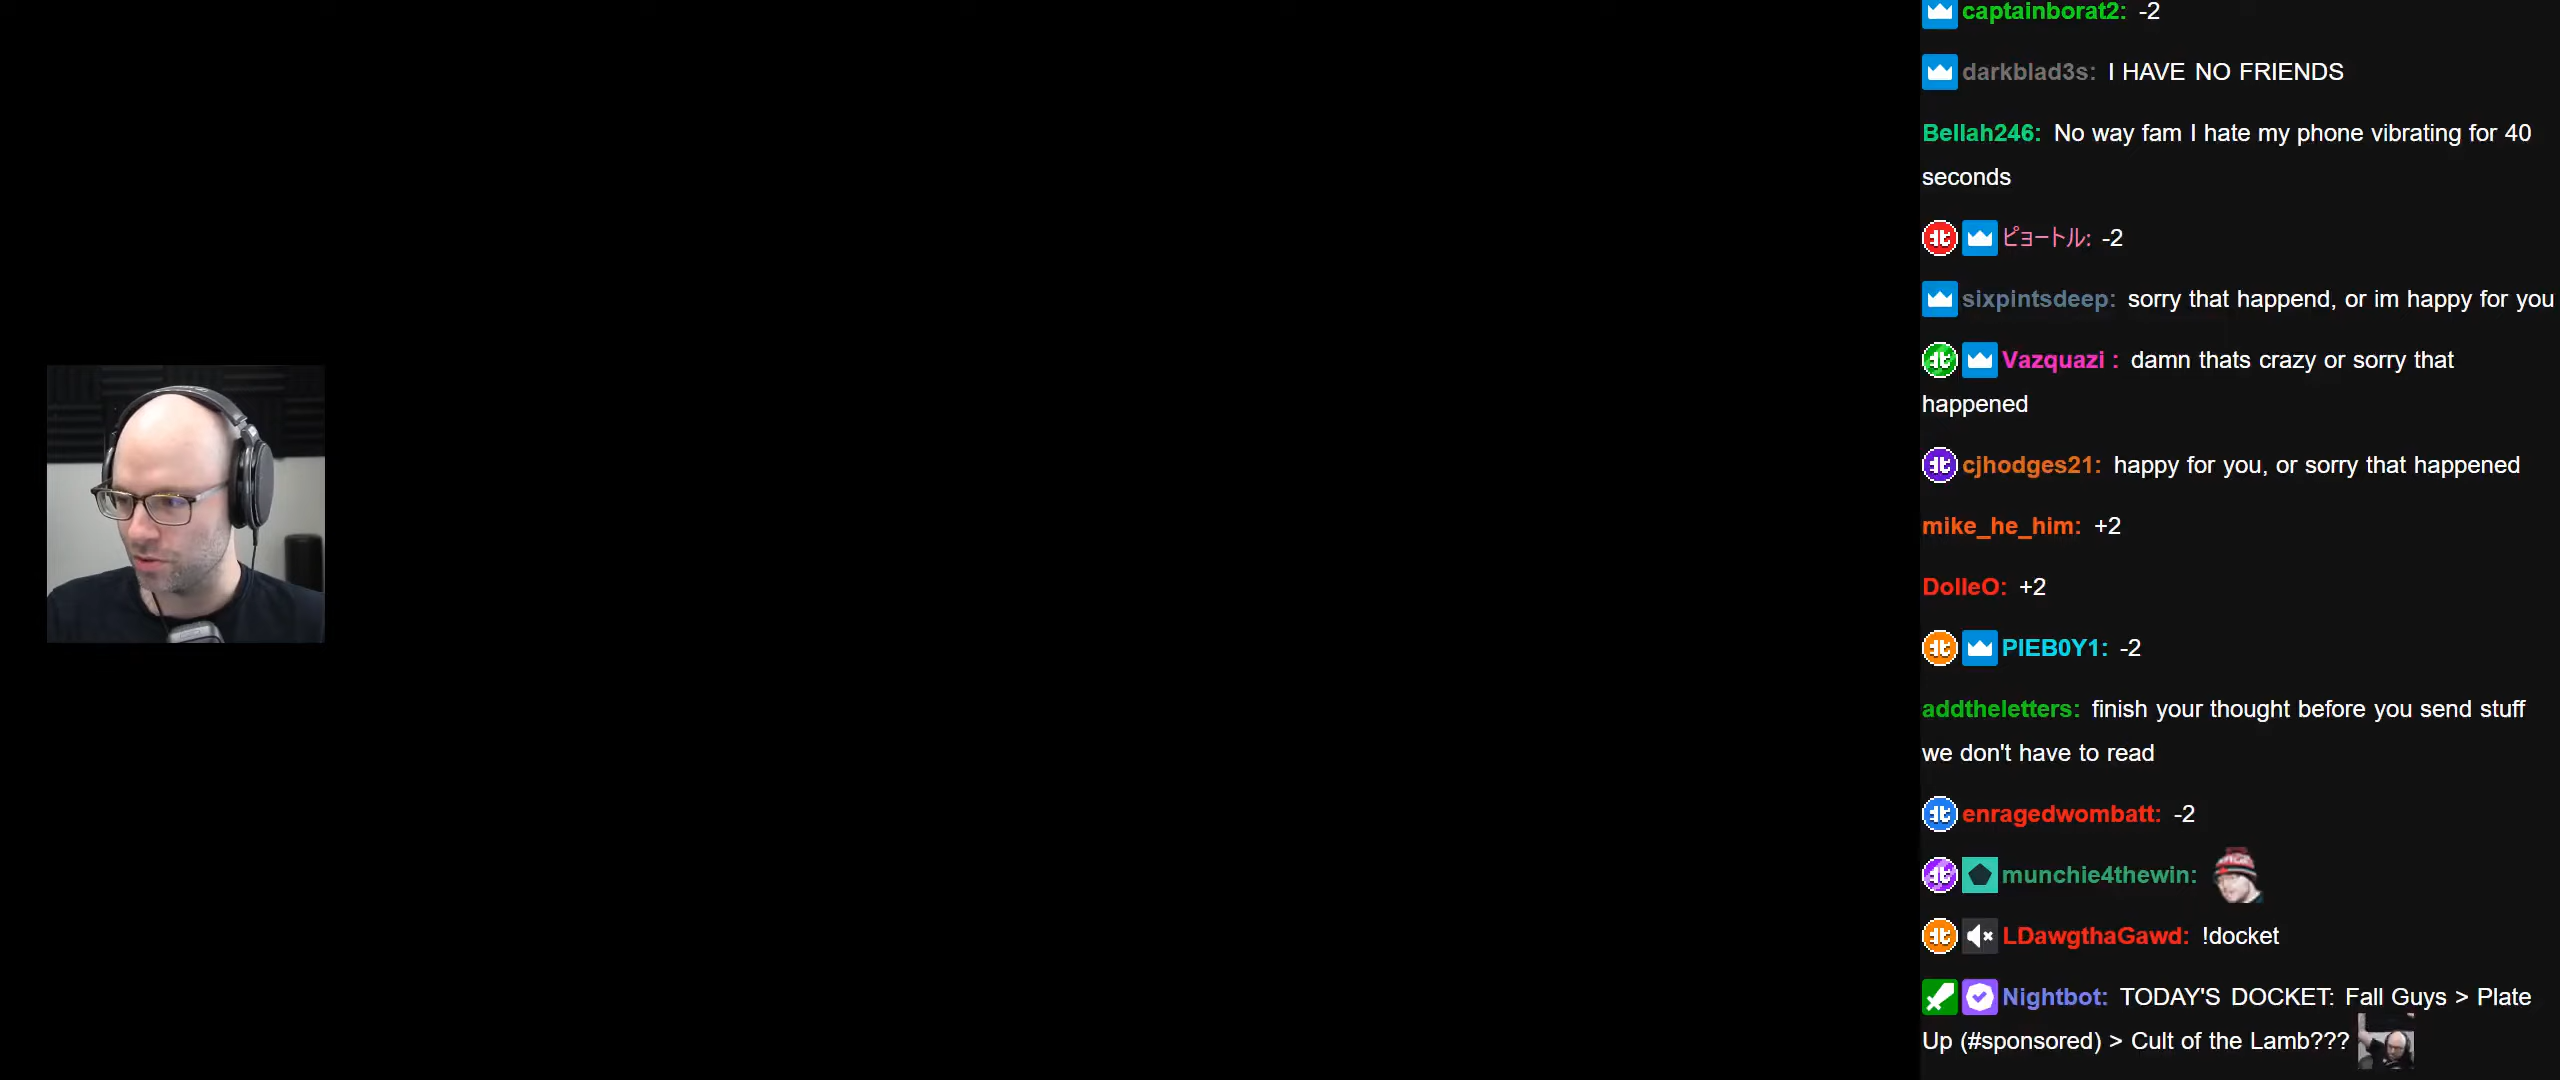 captainborat2: -2
darkblad3s: I HAVE NO FRIENDS
Bellah246: No way fam I hate my phone vibrating for 40
seconds
ピョートル: -2
sixpintsdeep: sorry that happend, or im happy for you
Vazquazi : damn thats crazy or sorry that
happened
cjhodges21: happy for you, or sorry that happened
mike_he_him: +2
DolleO: +2
PIEB0Y1: -2
addtheletters: finish your thought before you send stuff
we don't have to read
enragedwombatt: -2
munchie4thewin:
LDawgthaGawd: !docket
Nightbot: TODAY'S DOCKET: Fall Guys > Plate
Up (#sponsored) > Cult of the Lamb???